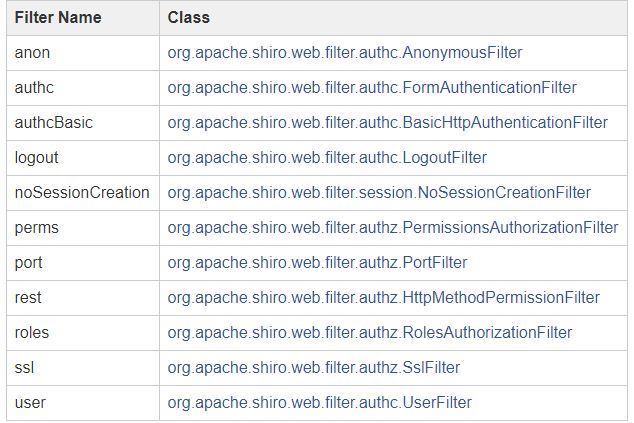 Filter Name Class
anon org.apache.shiro.web.filter.authc.AnonymousFilter
authc org.apache.shiro.web.filter.authc.FormAuthenticationFilter
authcBasic org.apache.shiro.web.filter.authc.BasicHttpAuthenticationFilter
logout org.apache.shiro.web.filter.authc.LogoutFilter
noSessionCreation org.apache.shiro.web.filter.session.NoSessionCreationFilter
perms org.apache.shiro.web.filter.authz.PermissionsAuthorizationFilter
port org.apache.shiro.web.filter.authz.PortFilter
rest org.apache.shiro.web.filter.authz.HttpMethodPermissionFilter
roles org.apache.shiro.web.filter.authz.RolesAuthorizationFilter
ssl org.apache.shiro.web.filter.authz.SslFilter
user org.apache.shiro.web.filter.authc.UserFilter